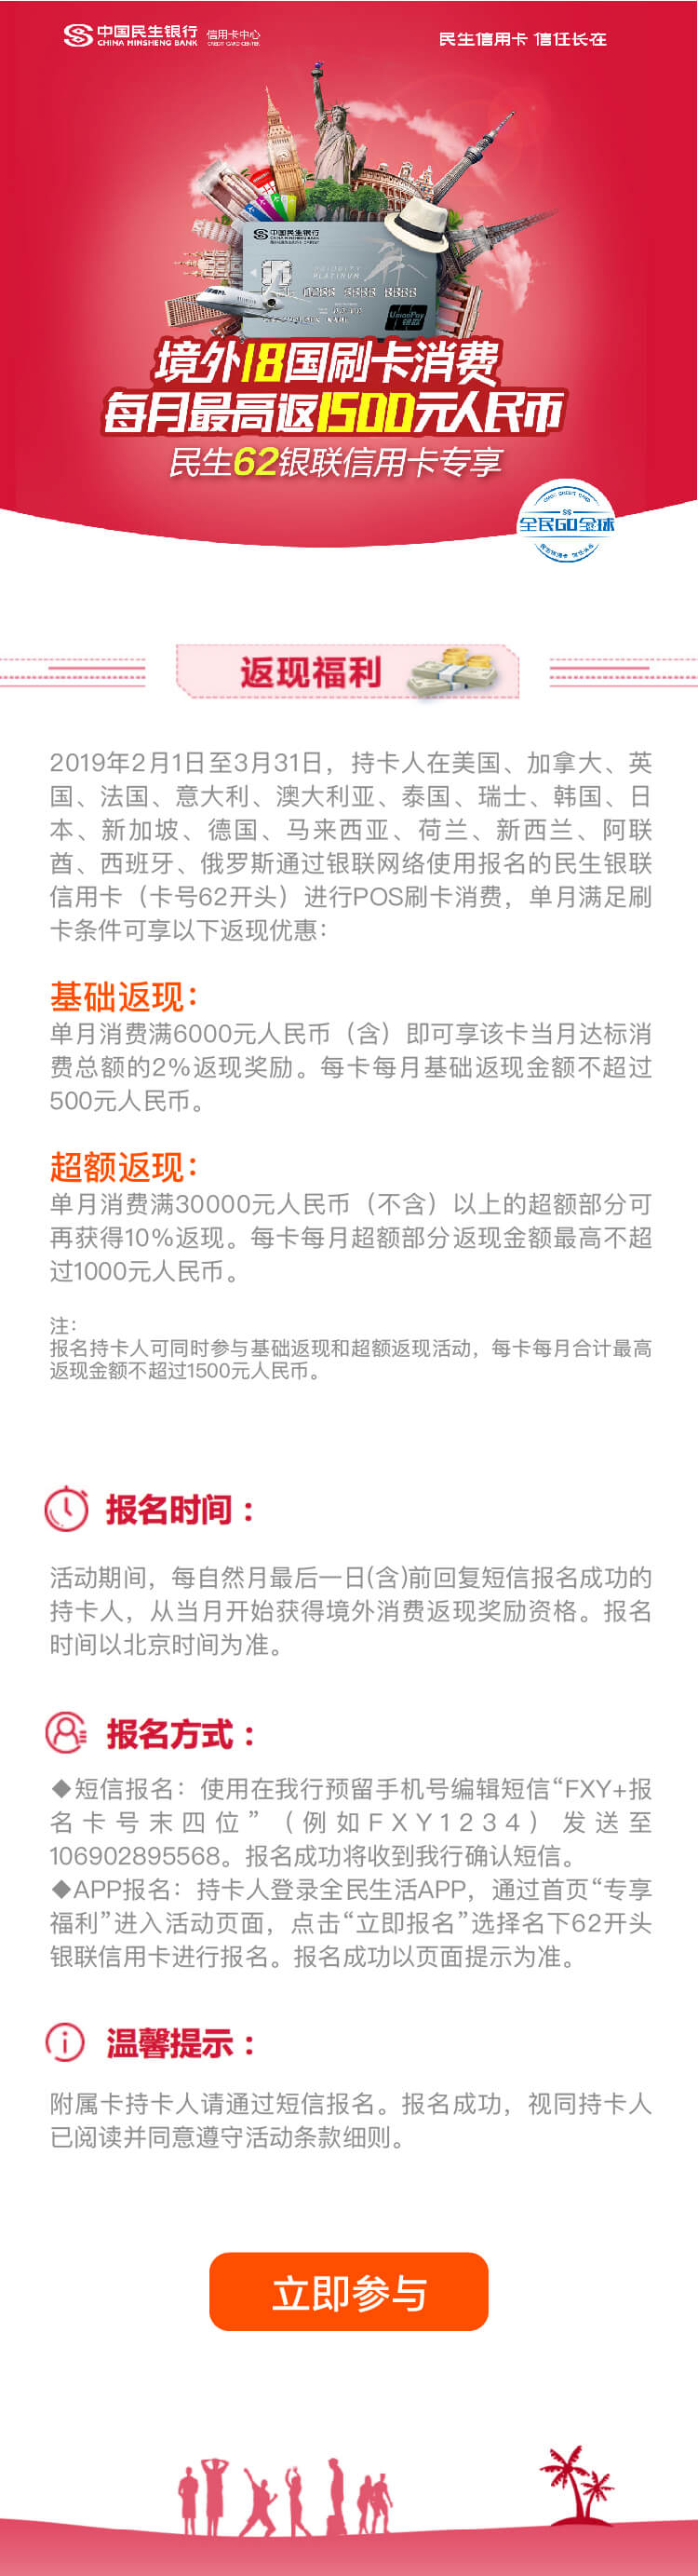 中国民生银行 信用卡中心
CHINA MINSHENG BANK CREDIT CARD CENTER
民生信用卡 信任长在
中国民生银行
CHINA MINSHENG BANK
PLATINUM
UnionPay
银联
境外18国刷卡消费
每月最高返1500元人民币
民生62银联信用卡专享
全民GO全球
返现福利
2019年2月1日至3月31日，持卡人在美国、加拿大、英
国、法国、意大利、澳大利亚、泰国、瑞士、韩国、日
本、新加坡、德国、马来西亚、荷兰、新西兰、阿联
酋、西班牙、俄罗斯通过银联网络使用报名的民生银联
信用卡（卡号62开头）进行POS刷卡消费，单月满足刷
卡条件可享以下返现优惠：
基础返现：
单月消费满6000元人民币（含）即可享该卡当月达标消
费总额的2%返现奖励。每卡每月基础返现金额不超过
500元人民币。
超额返现：
单月消费满30000元人民币（不含）以上的超额部分可
再获得10%返现。每卡每月超额部分返现金额最高不超
过1000元人民币。
注：
报名持卡人可同时参与基础返现和超额返现活动，每卡每月合计最高
返现金额不超过1500元人民币。
报名时间：
活动期间，每自然月最后一日(含)前回复短信报名成功的
持卡人，从当月开始获得境外消费返现奖励资格。报名
时间以北京时间为准。
报名方式：
◆短信报名：使用在我行预留手机号编辑短信“FXY+报
名卡号末四位”（例如FXY1234）发送至
106902895568。报名成功将收到我行确认短信。
◆APP报名：持卡人登录全民生活APP，通过首页“专享
福利”进入活动页面，点击“立即报名”选择名下62开头
银联信用卡进行报名。报名成功以页面提示为准。
温馨提示：
附属卡持卡人请通过短信报名。报名成功，视同持卡人
已阅读并同意遵守活动条款细则。
立即参与